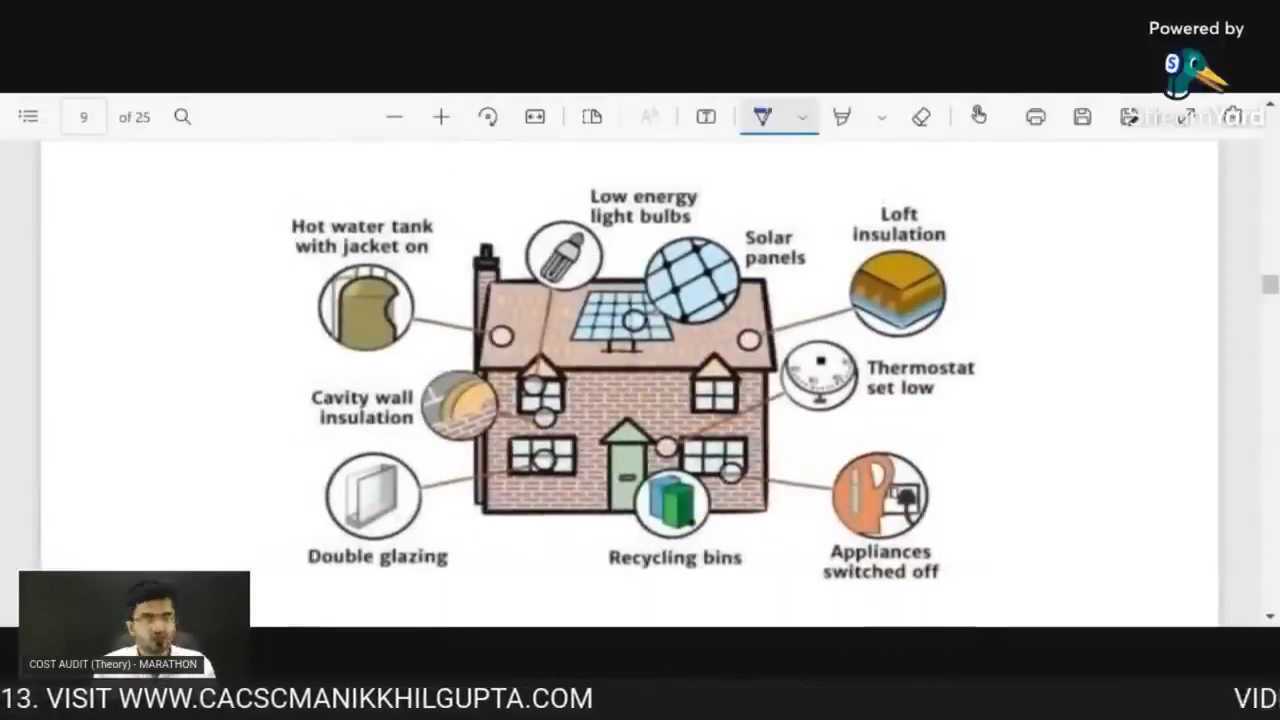 Powered by
S
9
of 25
Low energy
light bulbs
Hot water tank
with jacket on
Solar
panels
Loft
insulation
Thermostat
set low
Cavity wall
insulation
Double glazing
Recycling bins
Appliances
switched off
COST AUDIT (Theory) - MARATHON
13. VISIT WWW.CACSCMANIKKHILGUPTA.COM
VID